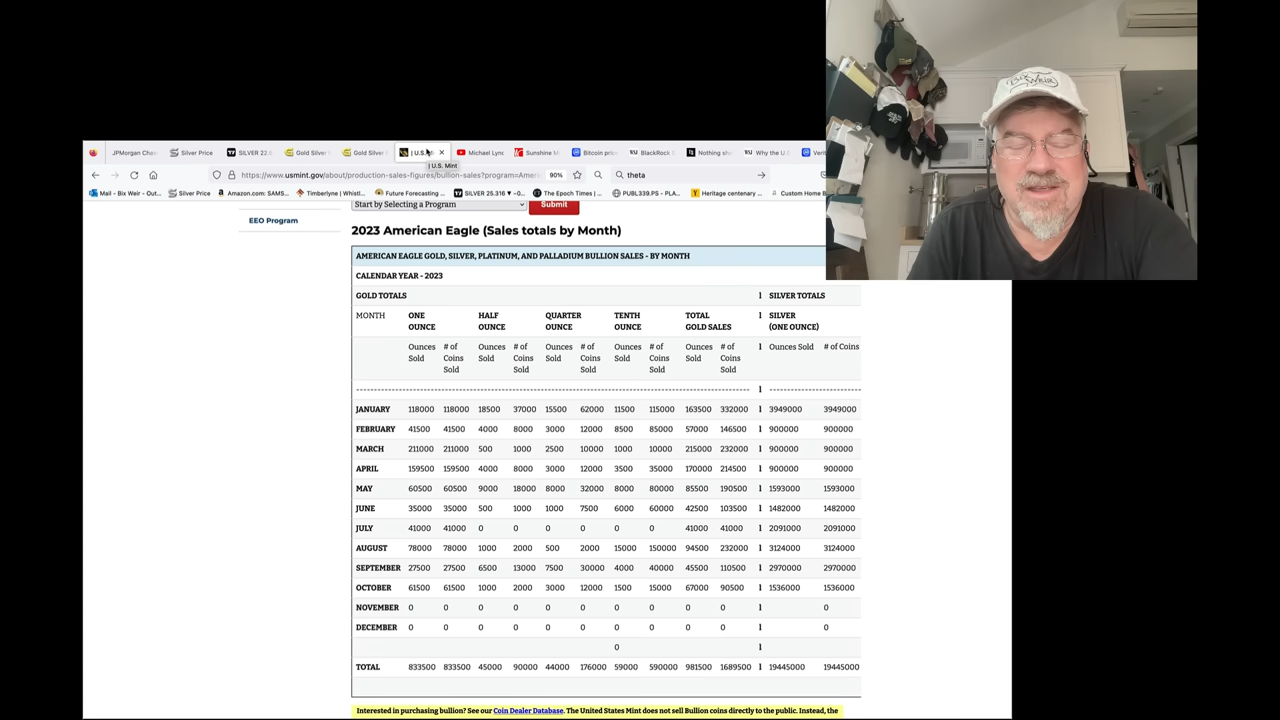 JPMorgan Cha
Silver Price
SILVER 22.
Gold Silver
Gold Silver
| U.S.
Michael Lync
Sunshine M
Bitcoin price
BlackRock
Nothing sh
Why the U.S
Veri
| U.S. Mint
https://www.usmint.gov/about/production-sales-figures/bullion-sales?program=Ameri
90%
theta
Mail - Bix Weir - Out...
Silver Price
Amazon.com: SAMS...
Timberlyne | Whistl...
Future Forecasting ...
SILVER 25.316 ▼ −0...
The Epoch Times | ...
PUBL339.PS - PLA...
Heritage centenary ...
Custom Home B
Bix Weir
EEO Program
Start by Selecting a Program
Submit
2023 American Eagle (Sales totals by Month)
AMERICAN EAGLE GOLD, SILVER, PLATINUM, AND PALLADIUM BULLION SALES - BY MONTH
CALENDAR YEAR - 2023
GOLD TOTALS l SILVER TOTALS
MONTH ONE HALF QUARTER TENTH TOTAL l SILVER
OUNCE OUNCE OUNCE OUNCE GOLD SALES (ONE OUNCE)
Ounces # of Ounces # of Ounces # of Ounces # of Ounces # of l Ounces Sold # of Coins
Sold Coins Sold Coins Sold Coins Sold Coins Sold Coins
Sold Sold Sold Sold Sold
l
JANUARY 118000 118000 18500 37000 15500 62000 11500 115000 163500 332000 l 3949000 3949000
FEBRUARY 41500 41500 4000 8000 3000 12000 8500 85000 57000 146500 l 900000 900000
MARCH 211000 211000 500 1000 2500 10000 1000 10000 215000 232000 l 900000 900000
APRIL 159500 159500 4000 8000 3000 12000 3500 35000 170000 214500 l 900000 900000
MAY 60500 60500 9000 18000 8000 32000 8000 80000 85500 190500 l 1593000 1593000
JUNE 35000 35000 500 1000 1000 7500 6000 60000 42500 103500 l 1482000 1482000
JULY 41000 41000 0 0 0 0 0 0 41000 41000 l 2091000 2091000
AUGUST 78000 78000 1000 2000 500 2000 15000 150000 94500 232000 l 3124000 3124000
SEPTEMBER 27500 27500 6500 13000 7500 30000 4000 40000 45500 110500 l 2970000 2970000
OCTOBER 61500 61500 1000 2000 3000 12000 1500 15000 67000 90500 l 1536000 1536000
NOVEMBER 0 0 0 0 0 0 0 0 0 0 l 0
DECEMBER 0 0 0 0 0 0 0 0 0 0 l 0
0 l
TOTAL 833500 833500 45000 90000 44000 176000 59000 590000 981500 1689500 l 19445000 19445000
Interested in purchasing bullion? See our Coin Dealer Database. The United States Mint does not sell Bullion coins directly to the public. Instead, the